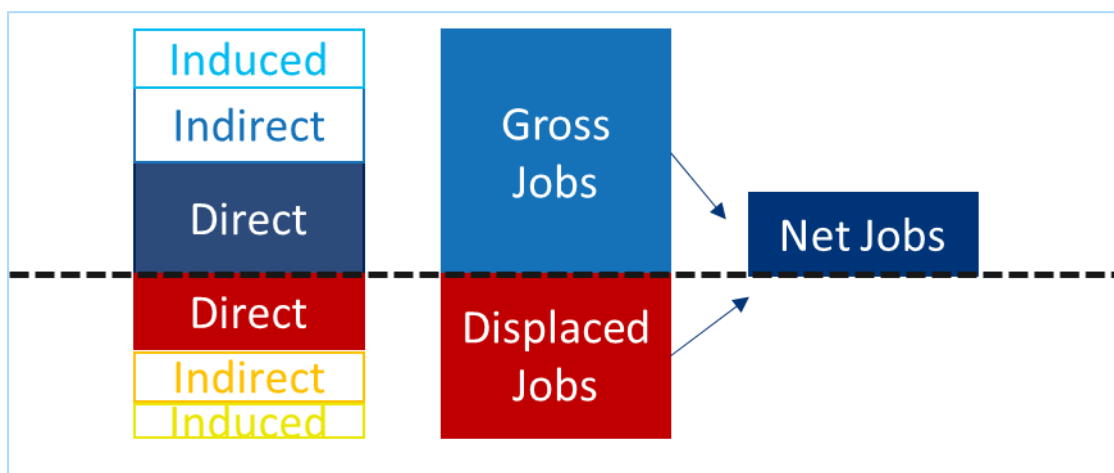 Induced
Indirect
Direct
Direct
Indirect
Induced
Gross
Jobs
Displaced
Jobs
Net Jobs